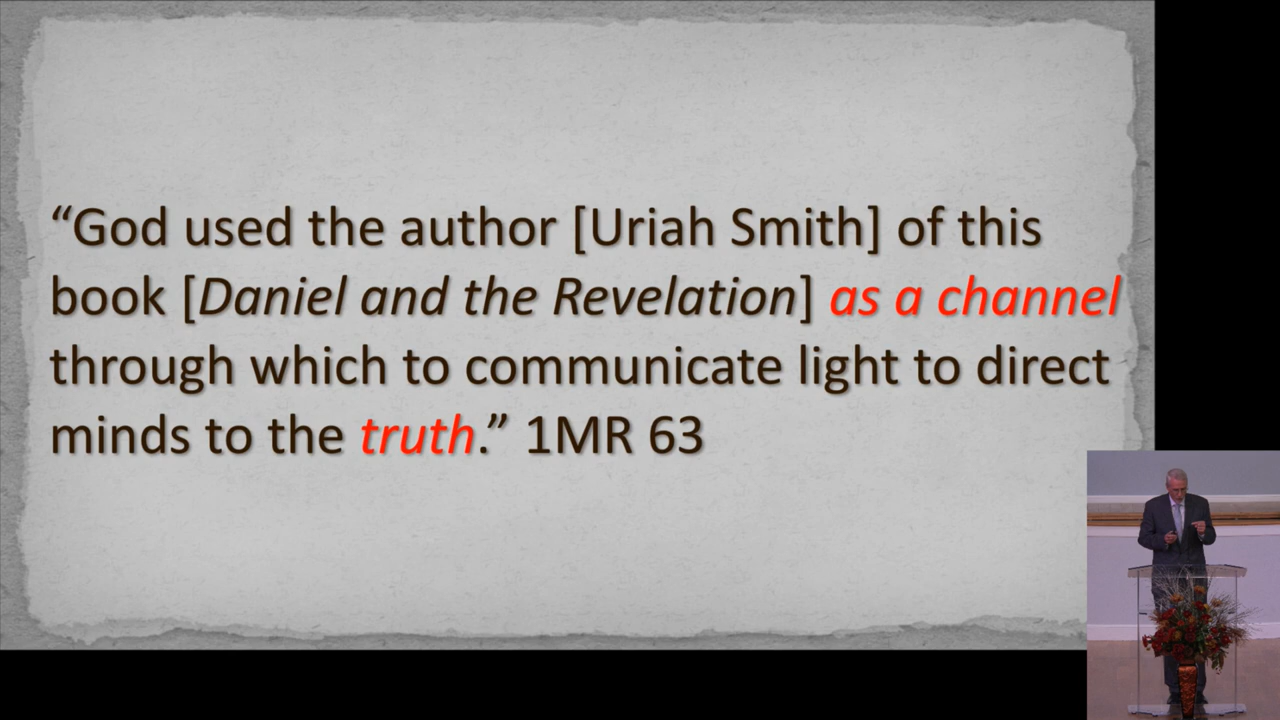 “God used the author [Uriah Smith] of this
book [Daniel and the Revelation] as a channel
through which to communicate light to direct
minds to the truth.” 1MR 63